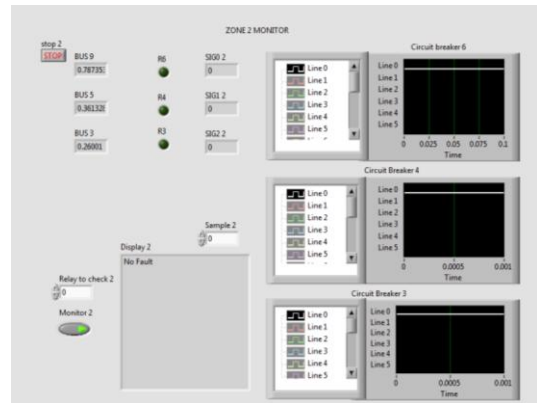 ZONE 2 MONITOR
stop 2
STOP
BUS 9
0.78735
R6
SIG0 2
0
BUS 5
0.36132
R4
SIG1 2
0
BUS 3
0.26001
R3
SIG2 2
0
Sample 2
0
Display 2
No Fault
Relay to check 2
0
Monitor 2
Circuit breaker 6
Line 0
Line 1
Line 2
Line 3
Line 4
Line 5
Line 0
Line 1
Line 2
Line 3
Line 4
Line 5
0 0.025 0.05 0.075 0.1
Time
Circuit Breaker 4
Line 0
Line 1
Line 2
Line 3
Line 4
Line 5
Line 0
Line 1
Line 2
Line 3
Line 4
Line 5
0 0.0005 0.001
Time
Circuit Breaker 3
Line 0
Line 1
Line 2
Line 3
Line 4
Line 5
Line 0
Line 1
Line 2
Line 3
Line 4
Line 5
0 0.0005 0.001
Time